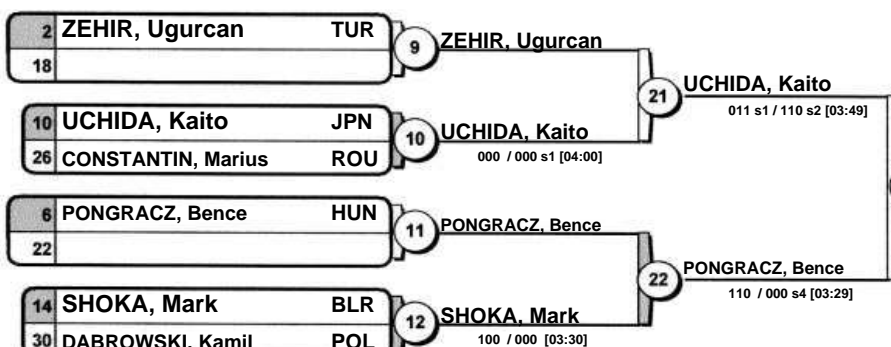 2 ZEHIR, Ugurcan TUR
18
9
ZEHIR, Ugurcan
10 UCHIDA, Kaito JPN
26 CONSTANTIN, Marius ROU
10
UCHIDA, Kaito
000 / 000 s1 [04:00]
21
UCHIDA, Kaito
011 s1 / 110 s2 [03:49]
6 PONGRACZ, Bence HUN
22
11
PONGRACZ, Bence
14 SHOKA, Mark BLR
30 DABROWSKI, Kamil POL
12
SHOKA, Mark
100 / 000 [03:30]
22
PONGRACZ, Bence
110 / 000 s4 [03:29]